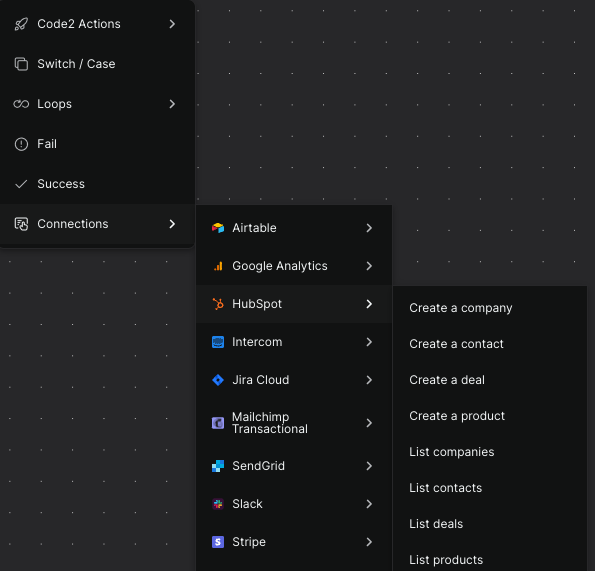 Code2 Actions
Switch / Case
Loops
Fail
Success
Connections
Airtable
Google Analytics
HubSpot
Intercom
Jira Cloud
Mailchimp
Transactional
SendGrid
Slack
Stripe
Create a company
Create a contact
Create a deal
Create a product
List companies
List contacts
List deals
List products